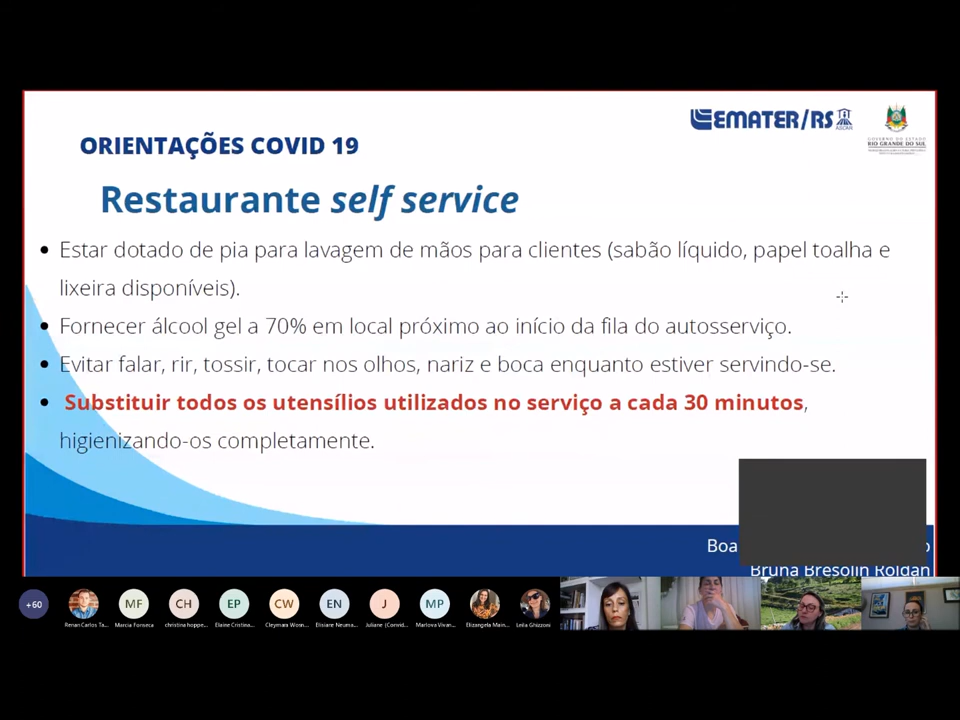 EMATER/RS
ASCAR
GOVERNO DO ESTADO
RIO GRANDE DO SUL
ORIENTAÇÕES COVID 19
Restaurante self service
• Estar dotado de pia para lavagem de mãos para clientes (sabão líquido, papel toalha e
lixeira disponíveis).
• Fornecer álcool gel a 70% em local próximo ao início da fila do autosserviço.
• Evitar falar, rir, tossir, tocar nos olhos, nariz e boca enquanto estiver servindo-se.
• Substituir todos os utensílios utilizados no serviço a cada 30 minutos,
higienizando-os completamente.
Boa
Bruna Bresolin Roldan
+60 MF CH EP CW EN J MP
Renan Carlos Ta... Marcia Fonseca christina hoppe... Elaine Cristina... Cleymara Wosn... Elisiane Neuma... Juliane (Convid... Marlova Vivan... Elizangela Main... Leila Ghizzoni